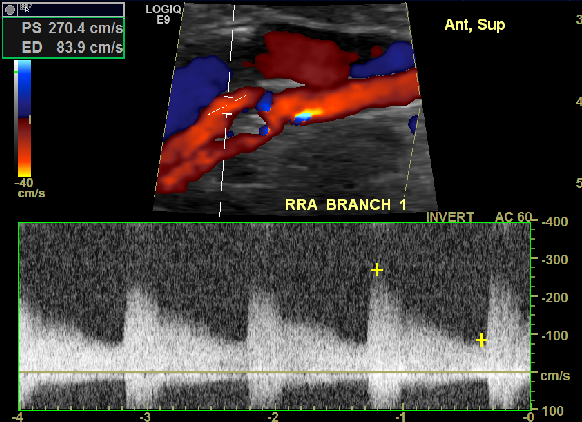 LOGIQ
E9
PS 270.4 cm/s
ED 83.9 cm/s
Ant, Sup
4
-40
cm/s
5
RRA BRANCH 1
INVERT AC 60
-400
-300
-200
-100
cm/s
100
-4 -3 -2 -1 -0